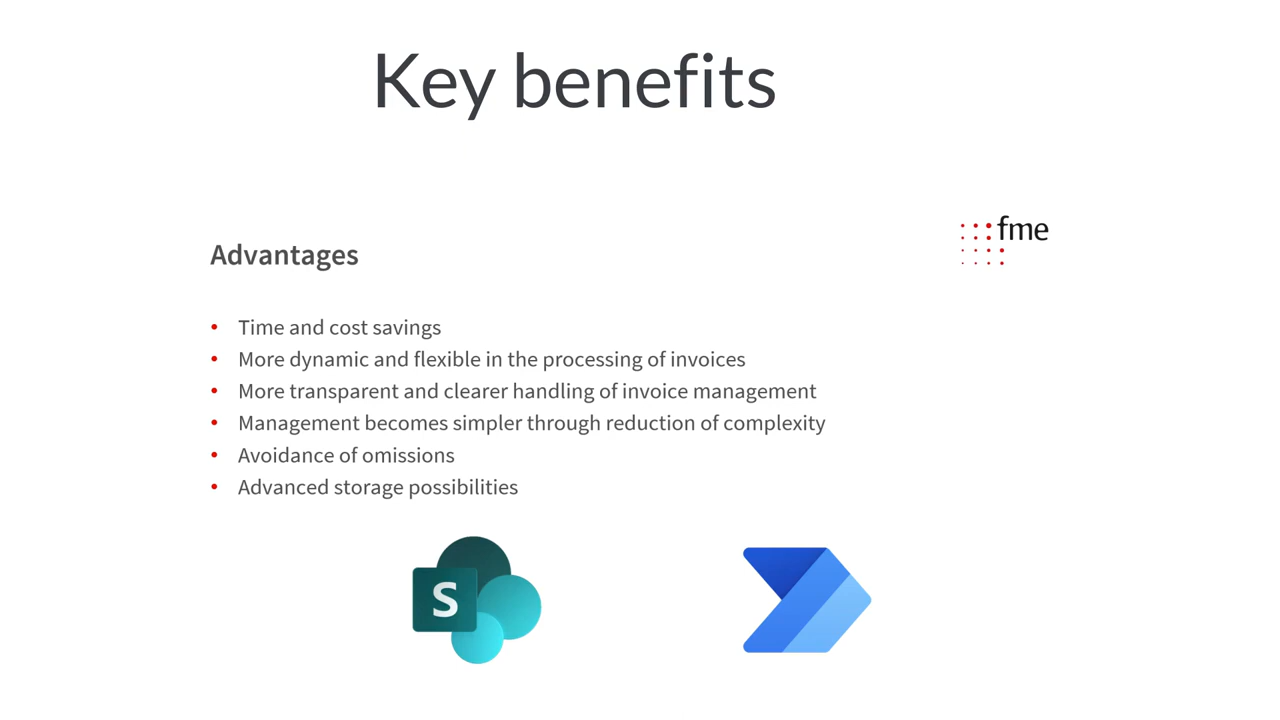 Key benefits
fme
Advantages
• Time and cost savings
• More dynamic and flexible in the processing of invoices
• More transparent and clearer handling of invoice management
• Management becomes simpler through reduction of complexity
• Avoidance of omissions
• Advanced storage possibilities
S